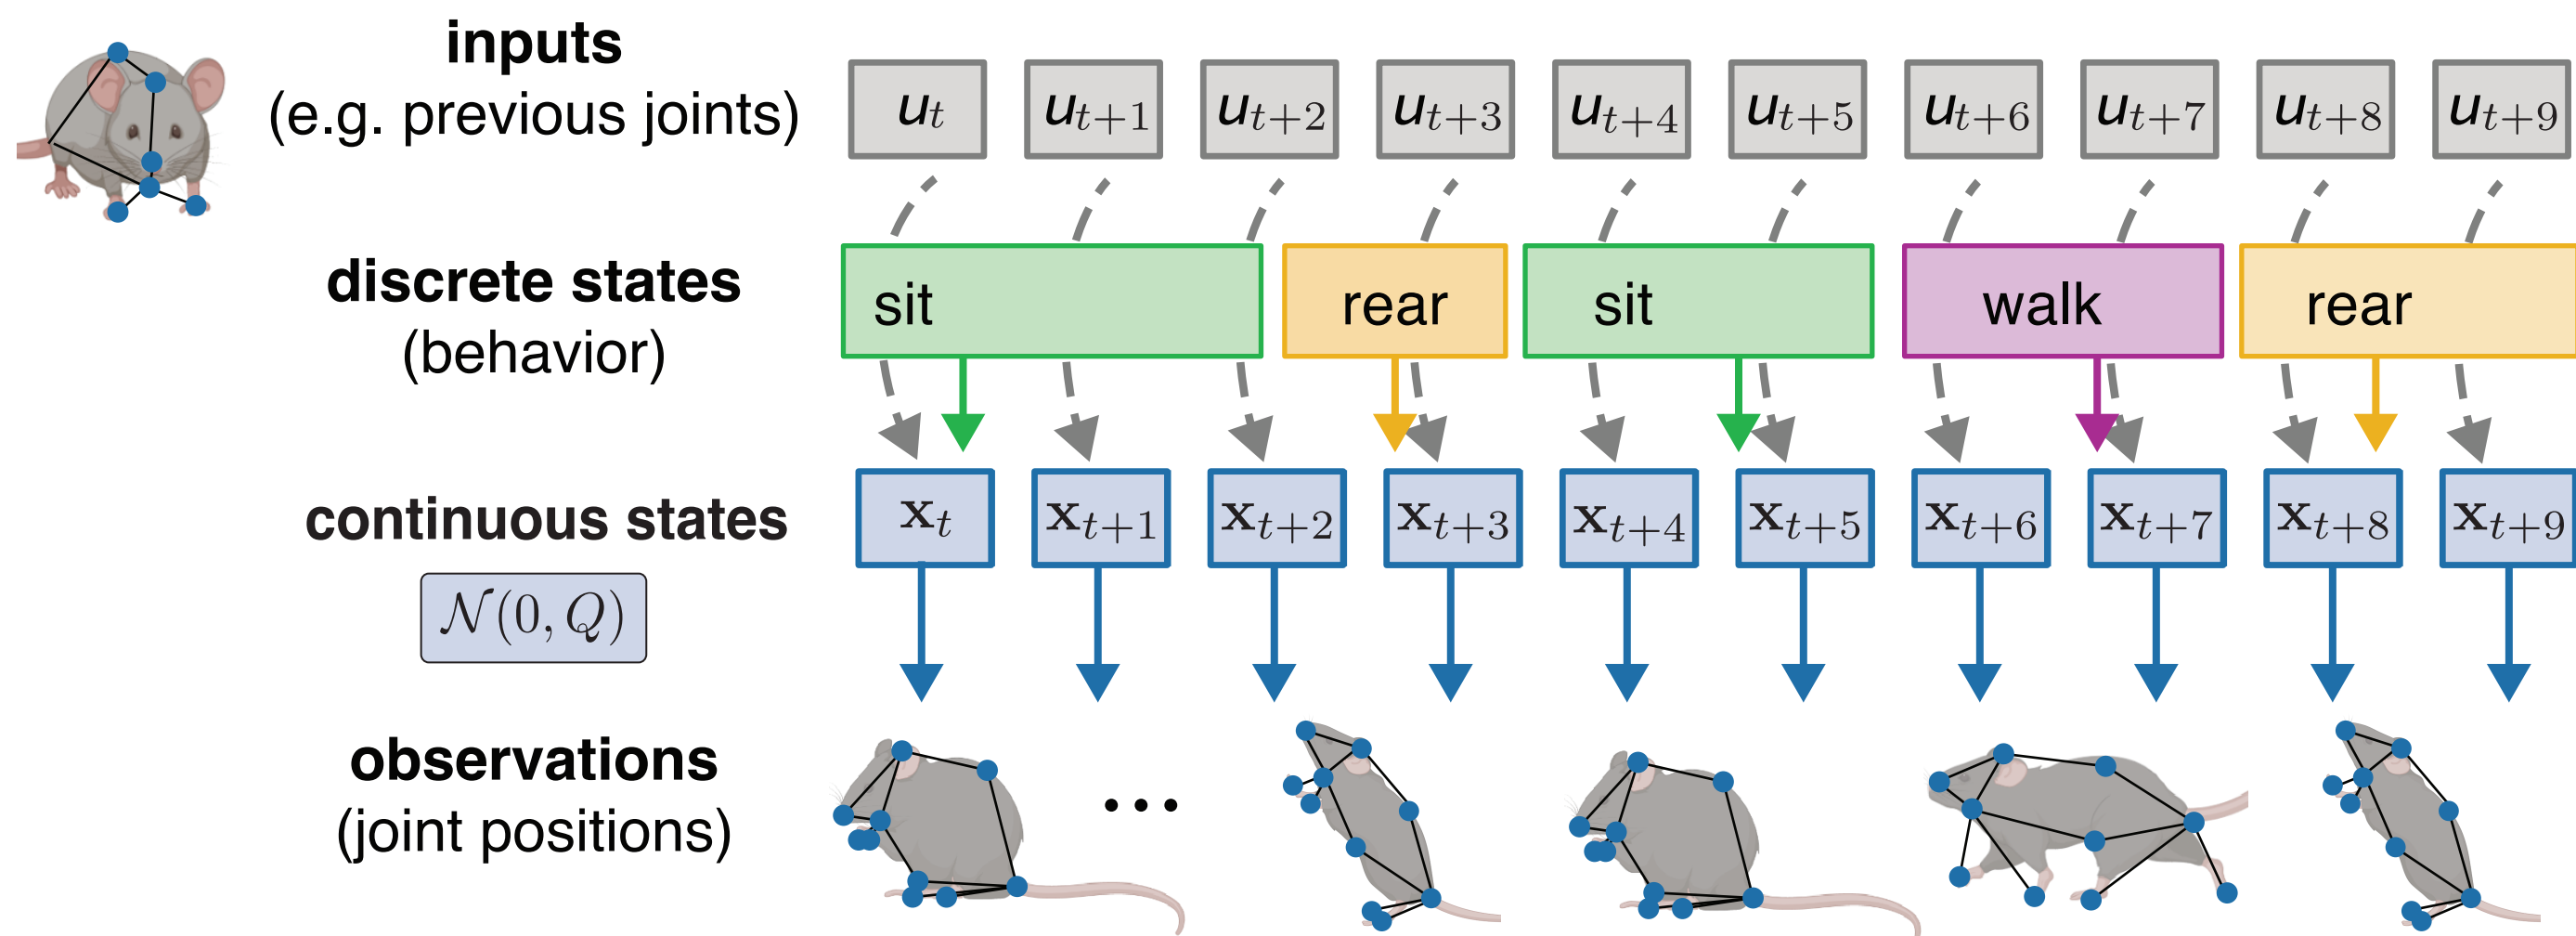 inputs
(e.g. previous joints)
u_t u_{t+1} u_{t+2} u_{t+3} u_{t+4} u_{t+5} u_{t+6} u_{t+7} u_{t+8} u_{t+9}
discrete states
(behavior)
sit rear sit walk rear
continuous states
x_t x_{t+1} x_{t+2} x_{t+3} x_{t+4} x_{t+5} x_{t+6} x_{t+7} x_{t+8} x_{t+9}
𝒩(0, Q)
observations
(joint positions)
...